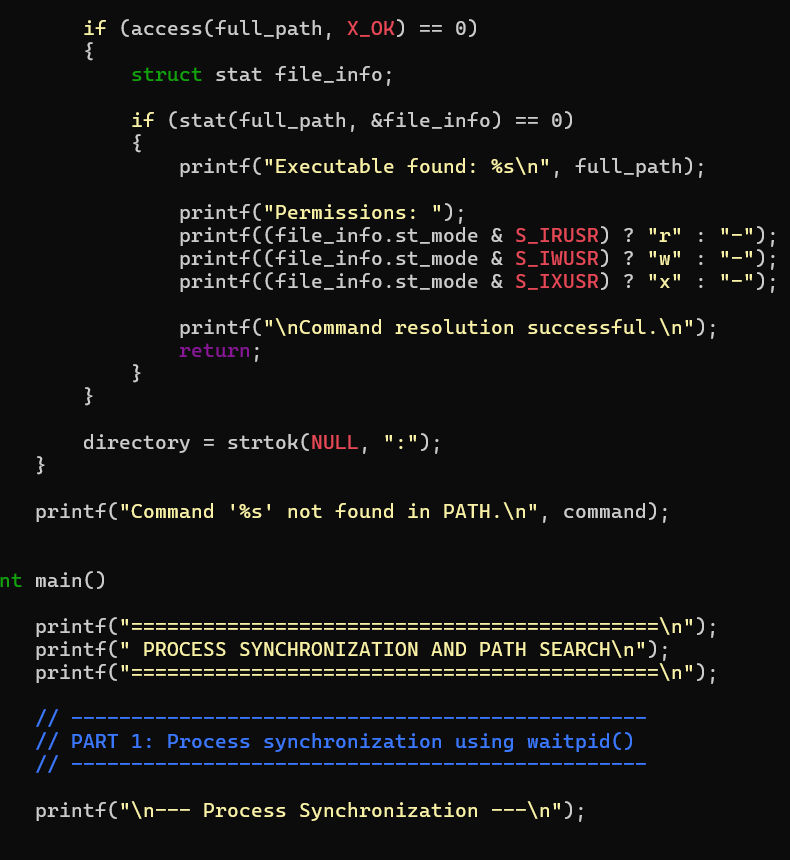 if (access(full_path, X_OK) == 0)
{
struct stat file_info;
if (stat(full_path, &file_info) == 0)
{
printf("Executable found: %s\n", full_path);
printf("Permissions: ");
printf((file_info.st_mode & S_IRUSR) ? "r" : "-");
printf((file_info.st_mode & S_IWUSR) ? "w" : "-");
printf((file_info.st_mode & S_IXUSR) ? "x" : "-");
printf("\nCommand resolution successful.\n");
return;
}
}
directory = strtok(NULL, ":");
}
printf("Command '%s' not found in PATH.\n", command);
nt main()
printf("============================================\n");
printf(" PROCESS SYNCHRONIZATION AND PATH SEARCH\n");
printf("============================================\n");
// ------------------------------------------------
// PART 1: Process synchronization using waitpid()
// ------------------------------------------------
printf("\n--- Process Synchronization ---\n");